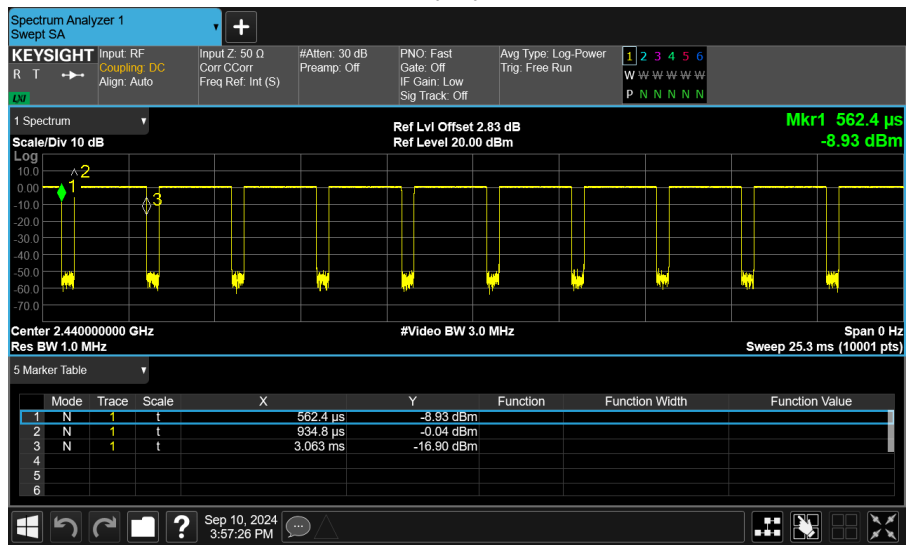 Spectrum Analyzer 1
Swept SA
+
KEYSIGHT Input: RF Input Z: 50 Ω #Atten: 30 dB PNO: Fast Avg Type: Log-Power 1 2 3 4 5 6
R T Coupling: DC Corr CCorr Preamp: Off Gate: Off Trig: Free Run W W W W W W
Align: Auto Freq Ref: Int (S) IF Gain: Low P N N N N N
LXI Sig Track: Off
1 Spectrum Ref Lvl Offset 2.83 dB Mkr1 562.4 µs
Scale/Div 10 dB Ref Level 20.00 dBm -8.93 dBm
Log
10.0
0.00
-10.0
-20.0
-30.0
-40.0
-50.0
-60.0
-70.0
1
2
3
Center 2.440000000 GHz #Video BW 3.0 MHz Span 0 Hz
Res BW 1.0 MHz Sweep 25.3 ms (10001 pts)
5 Marker Table
Mode Trace Scale X Y Function Function Width Function Value
1 N 1 t 562.4 µs -8.93 dBm
2 N 1 t 934.8 µs -0.04 dBm
3 N 1 t 3.063 ms -16.90 dBm
4
5
6
? Sep 10, 2024
3:57:26 PM